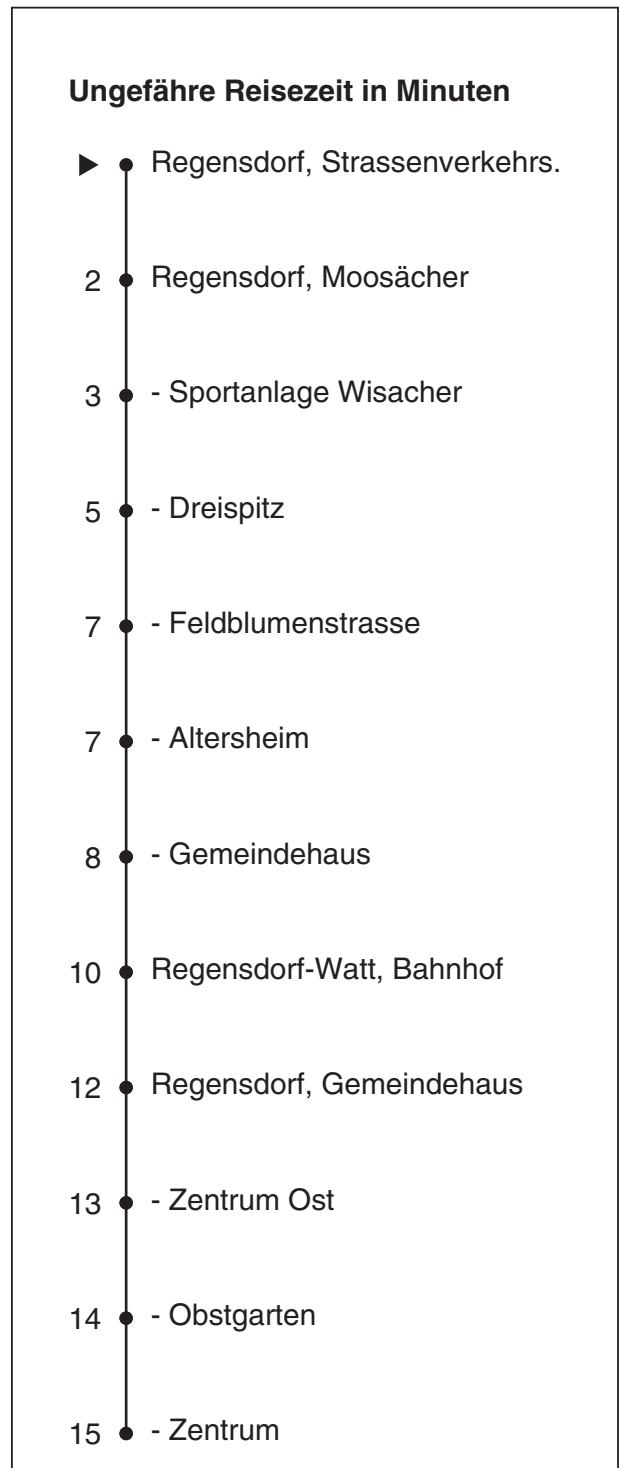 Ungefähre Reisezeit in Minuten
Regensdorf, Strassenverkehrs.
2 Regensdorf, Moosächer
3 - Sportanlage Wisacher
5 - Dreispitz
7 - Feldblumenstrasse
7 - Altersheim
8 - Gemeindehaus
10 Regensdorf-Watt, Bahnhof
12 Regensdorf, Gemeindehaus
13 - Zentrum Ost
14 - Obstgarten
15 - Zentrum